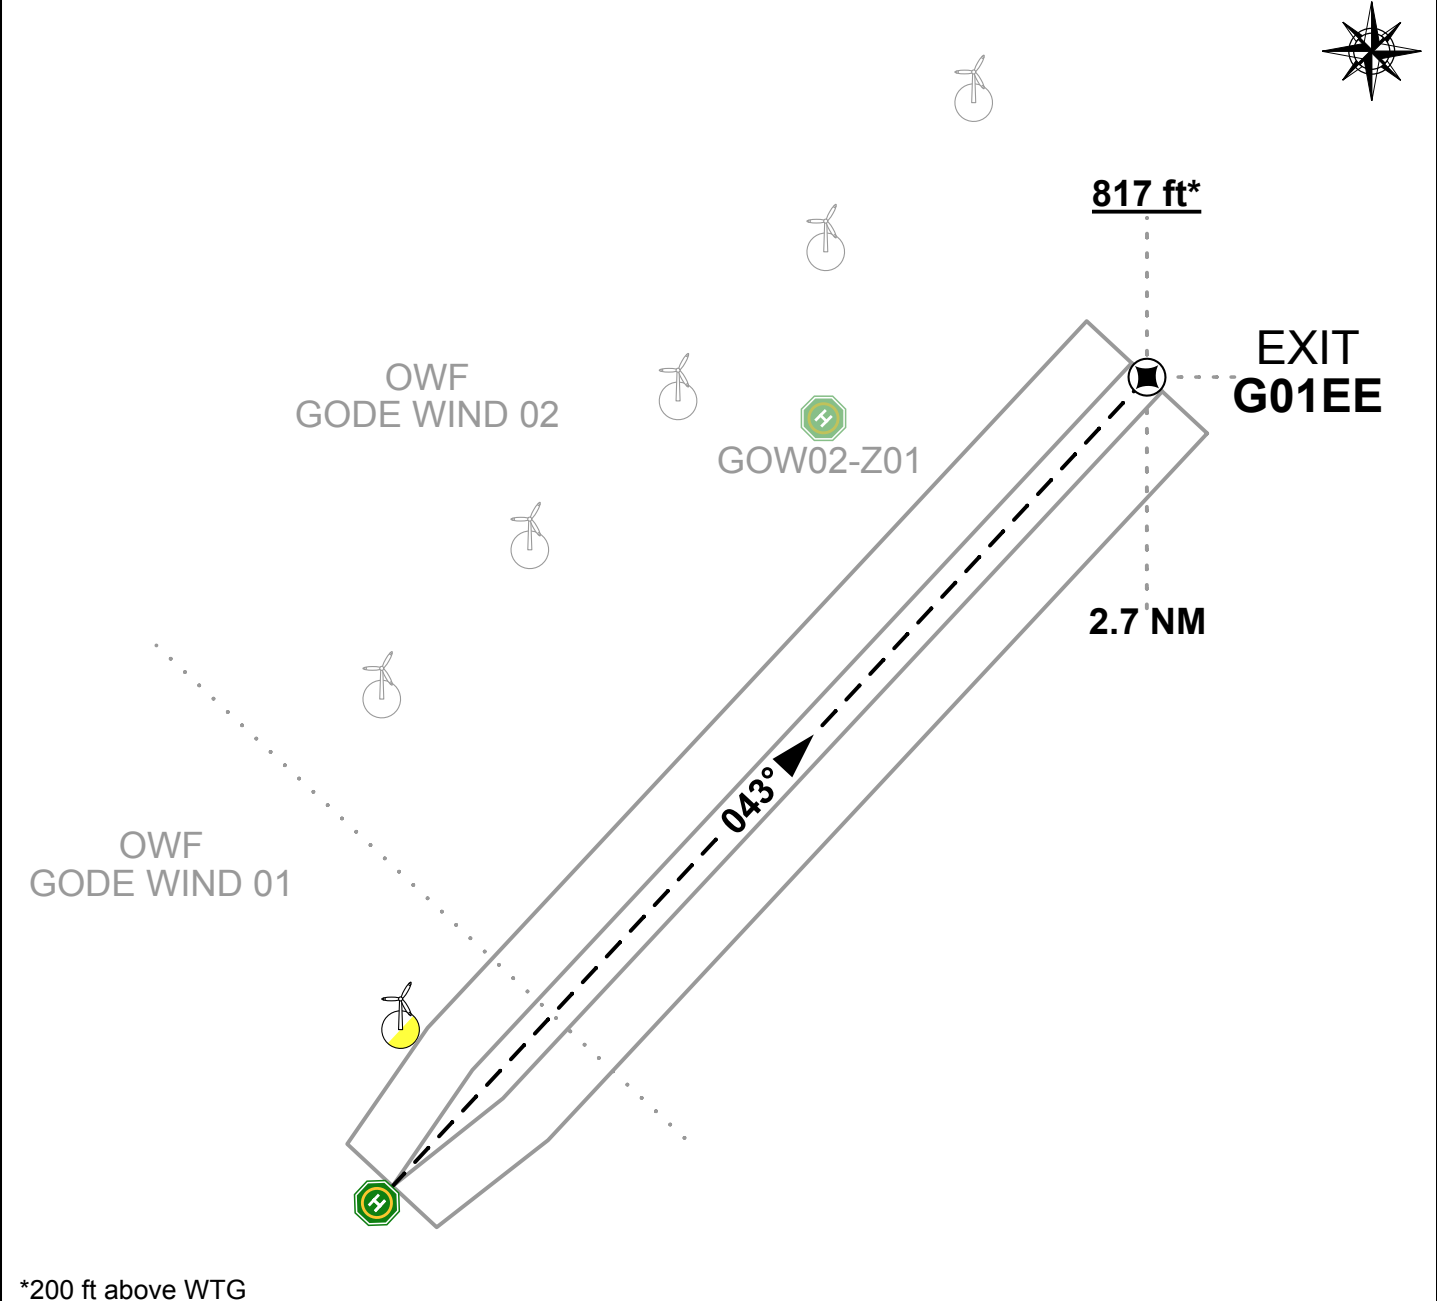 817 ft*
EXIT
G01EE
OWF
GODE WIND 02
H
GOW02-Z01
2.7 NM
043°
OWF
GODE WIND 01
H
*200 ft above WTG